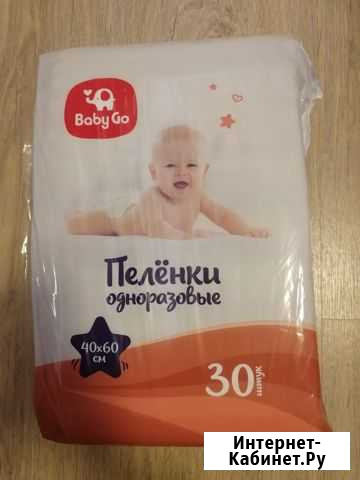 Baby Go
Пелёнки
одноразовые
40x60
см
30
штук
Интернет-
Кабинет.Ру